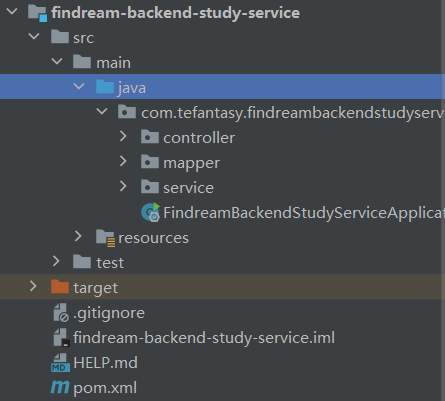 findream-backend-study-service
src
main
java
com.tefantasy.findreambackendstudyserv
controller
mapper
service
FindreamBackendStudyServiceApplicat
resources
test
target
.gitignore
findream-backend-study-service.iml
MD HELP.md
m pom.xml